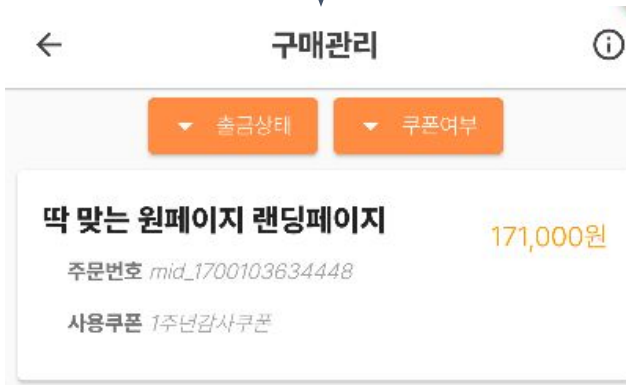 구매관리
출금상태 쿠폰여부
딱 맞는 원페이지 랜딩페이지
171,000원
주문번호 mid_1700103634448
사용쿠폰 1주년감사쿠폰